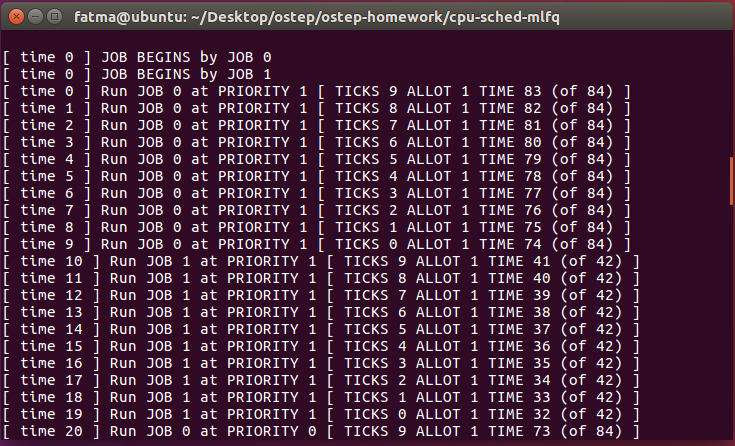 fatma@ubuntu: ~/Desktop/ostep/ostep-homework/cpu-sched-mlfq
[ time 0 ] JOB BEGINS by JOB 0
[ time 0 ] JOB BEGINS by JOB 1
[ time 0 ] Run JOB 0 at PRIORITY 1 [ TICKS 9 ALLOT 1 TIME 83 (of 84) ]
[ time 1 ] Run JOB 0 at PRIORITY 1 [ TICKS 8 ALLOT 1 TIME 82 (of 84) ]
[ time 2 ] Run JOB 0 at PRIORITY 1 [ TICKS 7 ALLOT 1 TIME 81 (of 84) ]
[ time 3 ] Run JOB 0 at PRIORITY 1 [ TICKS 6 ALLOT 1 TIME 80 (of 84) ]
[ time 4 ] Run JOB 0 at PRIORITY 1 [ TICKS 5 ALLOT 1 TIME 79 (of 84) ]
[ time 5 ] Run JOB 0 at PRIORITY 1 [ TICKS 4 ALLOT 1 TIME 78 (of 84) ]
[ time 6 ] Run JOB 0 at PRIORITY 1 [ TICKS 3 ALLOT 1 TIME 77 (of 84) ]
[ time 7 ] Run JOB 0 at PRIORITY 1 [ TICKS 2 ALLOT 1 TIME 76 (of 84) ]
[ time 8 ] Run JOB 0 at PRIORITY 1 [ TICKS 1 ALLOT 1 TIME 75 (of 84) ]
[ time 9 ] Run JOB 0 at PRIORITY 1 [ TICKS 0 ALLOT 1 TIME 74 (of 84) ]
[ time 10 ] Run JOB 1 at PRIORITY 1 [ TICKS 9 ALLOT 1 TIME 41 (of 42) ]
[ time 11 ] Run JOB 1 at PRIORITY 1 [ TICKS 8 ALLOT 1 TIME 40 (of 42) ]
[ time 12 ] Run JOB 1 at PRIORITY 1 [ TICKS 7 ALLOT 1 TIME 39 (of 42) ]
[ time 13 ] Run JOB 1 at PRIORITY 1 [ TICKS 6 ALLOT 1 TIME 38 (of 42) ]
[ time 14 ] Run JOB 1 at PRIORITY 1 [ TICKS 5 ALLOT 1 TIME 37 (of 42) ]
[ time 15 ] Run JOB 1 at PRIORITY 1 [ TICKS 4 ALLOT 1 TIME 36 (of 42) ]
[ time 16 ] Run JOB 1 at PRIORITY 1 [ TICKS 3 ALLOT 1 TIME 35 (of 42) ]
[ time 17 ] Run JOB 1 at PRIORITY 1 [ TICKS 2 ALLOT 1 TIME 34 (of 42) ]
[ time 18 ] Run JOB 1 at PRIORITY 1 [ TICKS 1 ALLOT 1 TIME 33 (of 42) ]
[ time 19 ] Run JOB 1 at PRIORITY 1 [ TICKS 0 ALLOT 1 TIME 32 (of 42) ]
[ time 20 ] Run JOB 0 at PRIORITY 0 [ TICKS 9 ALLOT 1 TIME 73 (of 84) ]